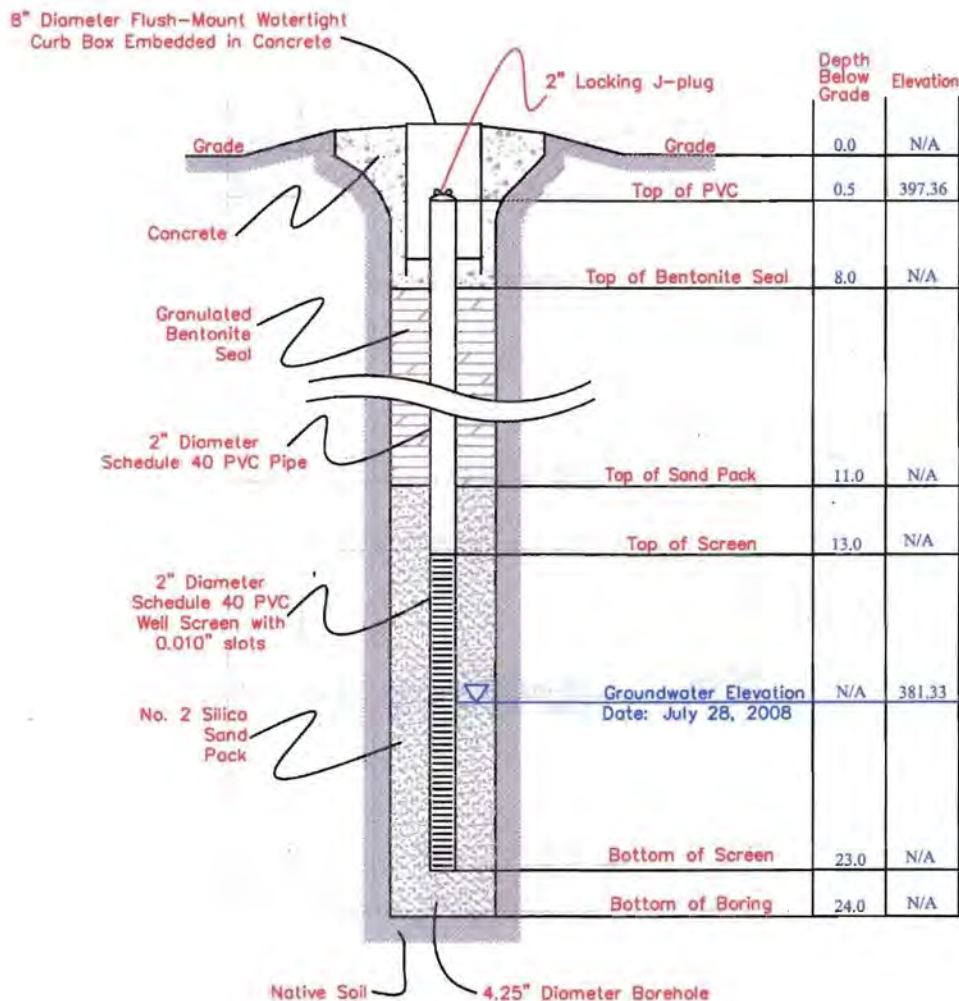 8" Diameter Flush-Mount Watertight
Curb Box Embedded in Concrete
2" Locking J-plug
Depth
Below
Grade
Elevation
Grade
Grade
0.0
N/A
Top of PVC
0.5
397.36
Concrete
Top of Bentonite Seal
8.0
N/A
Granulated
Bentonite
Seal
2" Diameter
Schedule 40 PVC Pipe
Top of Sand Pack
11.0
N/A
Top of Screen
13.0
N/A
2" Diameter
Schedule 40 PVC
Well Screen with
0.010" slots
Groundwater Elevation
Date: July 28, 2008
N/A
381.33
No. 2 Silica
Sand
Pack
Bottom of Screen
23.0
N/A
Bottom of Boring
24.0
N/A
Native Soil
4.25" Diameter Borehole